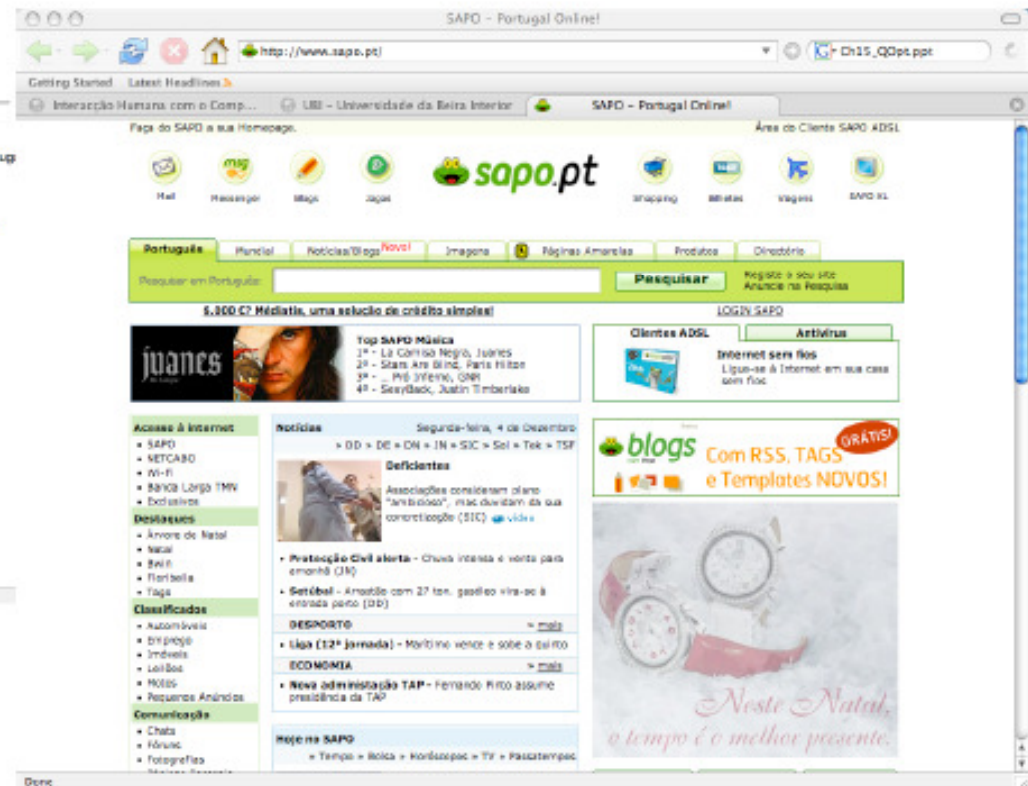 SAPO - Portugal Online!
http://www.sapo.pt/
Ch15_QOpt.ppt
Getting Started Latest Headlines
Interacção Humana com o Comp...
UBI - Universidade da Beira Interior
SAPO - Portugal Online!
Faça do SAPO a sua Homepage.
Área do Cliente SAPO ADSL
msg
sapo.pt
Mail
Messenger
Blogs
Jogos
Shopping
Bilhetes
Viagens
SAPO XL
Português
Mundial
Notícias/Blogs Novo!
Imagens
Páginas Amarelas
Produtos
Directório
Pesquisar em Português:
Pesquisar
Registe o seu site
Anuncie na Pesquisa
5.000 €? Médiatis, uma solução de crédito simples!
LOGIN SAPO
juanes
Top SAPO Música
1º - La Camisa Negra, Juanes
2º - Stars Are Blind, Paris Hilton
3º - ... Pró Inferno, GNR
4º - SexyBack, Justin Timberlake
Clientes ADSL
Antivírus
Internet sem fios
Ligue-se à Internet em sua casa
sem fios
Acesso à internet
SAPO
NETCABO
Wi-fi
Banda Larga TMN
Exclusivos
Destaques
Árvore de Natal
Natal
Bwin
Floribella
Tags
Classificados
Automóveis
Emprego
Imóveis
Leilões
Motos
Pequenos Anúncios
Comunicação
Chats
Fóruns
Fotografias
Notícias
Segunda-feira, 4 de Dezembro
» DD » DE » DN » JN » SIC » Sol » Tek » TSF
Deficientes
Associações consideram plano
"ambicioso", mas duvidam da sua
concretização (SIC) vídeo
Protecção Civil alerta - Chuva intensa e vento para
amanhã (JN)
Setúbal - Arrastão com 27 ton. gasóleo vira-se à
entrada porto (DD)
DESPORTO » mais
Liga (12ª jornada) - Marítimo vence e sobe a quinto
ECONOMIA » mais
Nova administação TAP - Fernando Pinto assume
presidência da TAP
Hoje no SAPO
» Tempo » Bolsa » Horóscopos » TV » Passatempos
blogs
GRÁTIS!
Com RSS, TAGS
e Templates NOVOS!
Neste Natal,
o tempo é o melhor presente.
Done